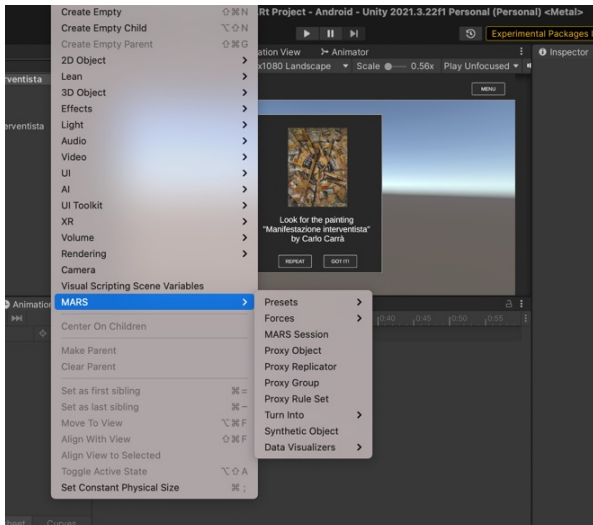 Create Empty ⇧⌘N
Rt Project - Android - Unity 2021.3.22f1 Personal (Personal) <Metal>
Create Empty Child ⌥⇧N
Create Empty Parent ⇧⌘G
Experimental Packages
2D Object
ation View Animator
Inspector
Lean
x1080 Landscape Scale 0.56x Play Unfocused
rventista
3D Object
MENU
Effects
Light
erventista
Audio
Video
UI
AI
UI Toolkit
XR
Look for the painting
"Manifestazione interventista"
by Carlo Carrà
Volume
Rendering
REPEAT GOT IT!
Camera
Visual Scripting Scene Variables
Animation
MARS
Presets
Forces
0:40 0:45 0:50 0:55
MARS Session
Proxy Object
Proxy Replicator
Proxy Group
Proxy Rule Set
Turn Into
Synthetic Object
Data Visualizers
Center On Children
Make Parent
Clear Parent
Set as first sibling ⌘=
Set as last sibling ⌘-
Move To View ⌥⌘F
Align With View ⇧⌘F
Align View to Selected
Toggle Active State ⌥⇧A
Set Constant Physical Size ⌘;
Curves